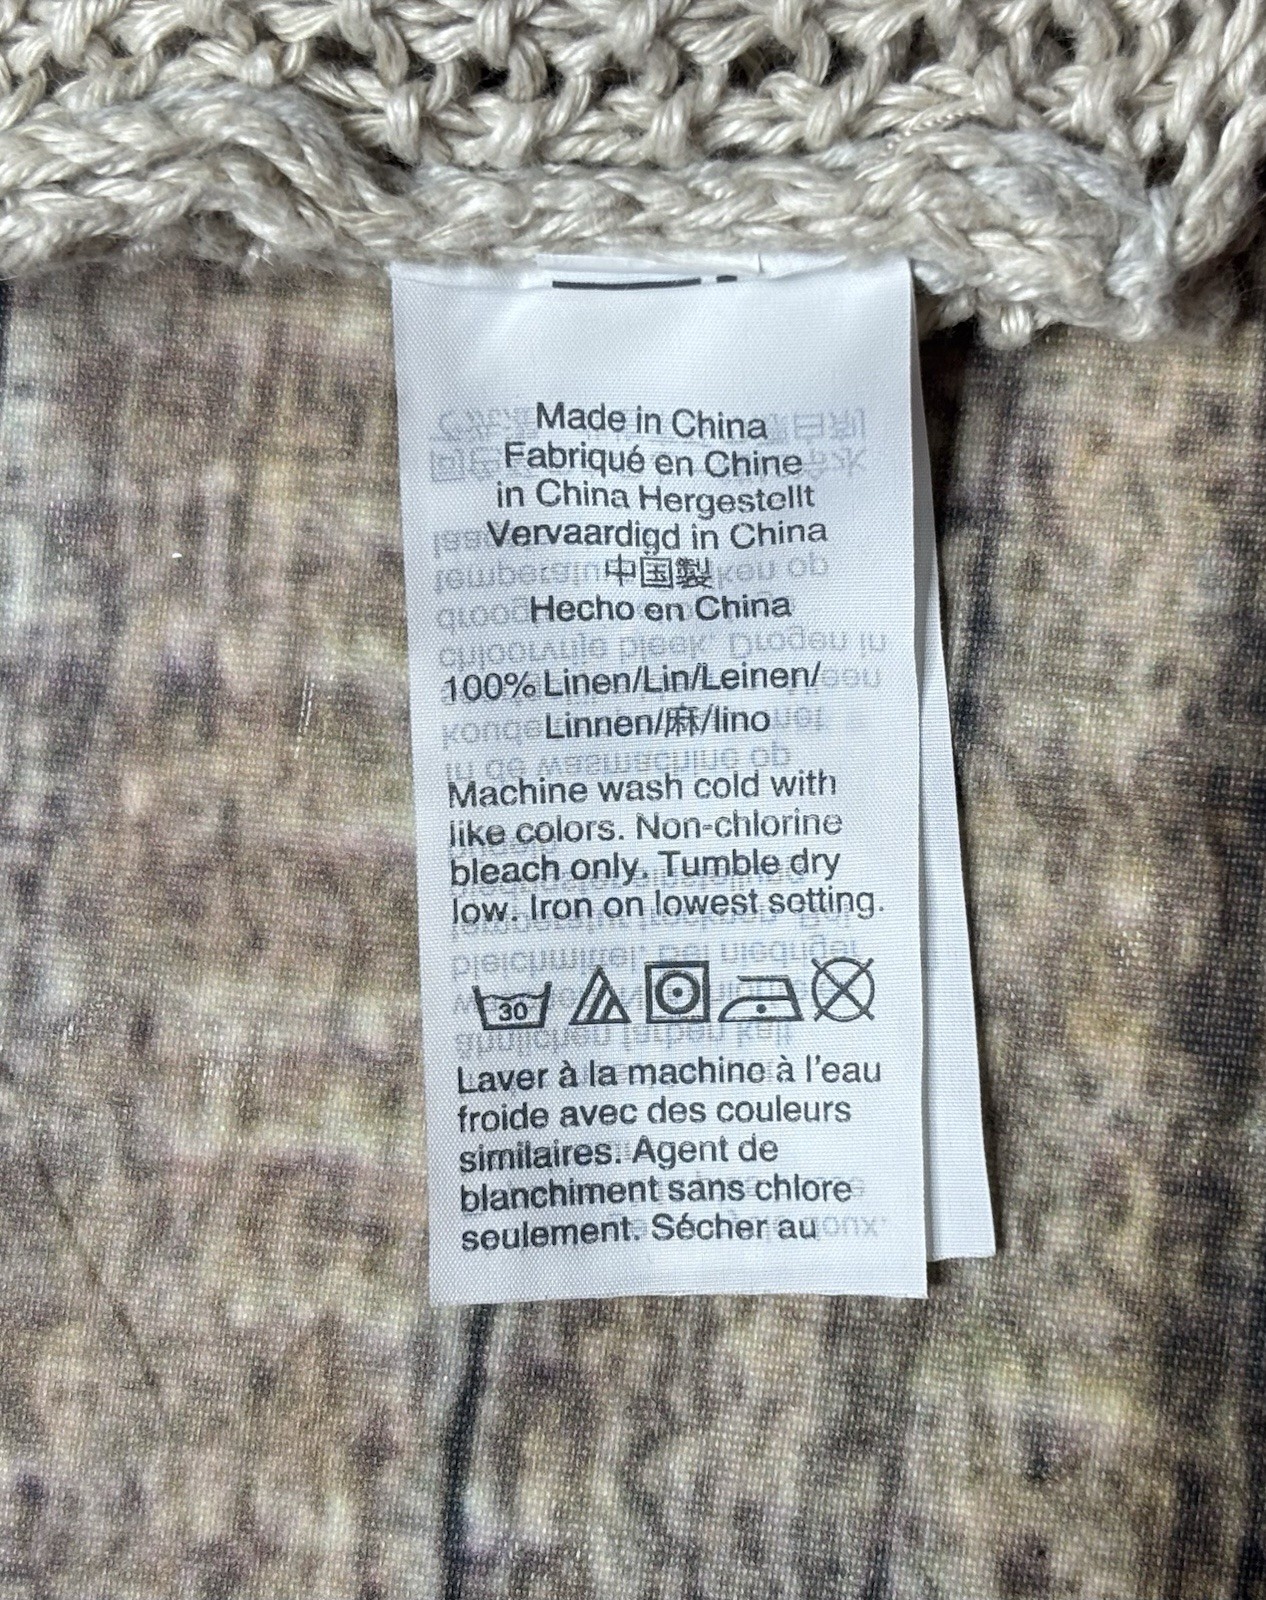 Made in China
Fabriqué en Chine
in China Hergestellt
Vervaardigd in China
中国製
Hecho en China
100% Linen/Lin/Leinen/
Linnen/麻/lino
Machine wash cold with
like colors. Non-chlorine
bleach only. Tumble dry
low. Iron on lowest setting.
30
Laver à la machine à l'eau
froide avec des couleurs
similaires. Agent de
blanchiment sans chlore
seulement. Sécher au